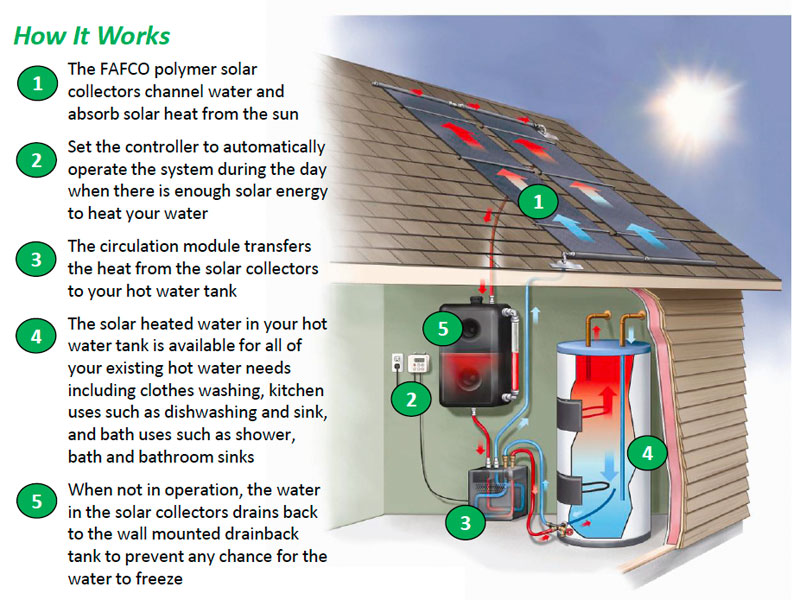 How It Works
1
The FAFCO polymer solar
collectors channel water and
absorb solar heat from the sun
2
Set the controller to automatically
operate the system during the day
when there is enough solar energy
to heat your water
3
The circulation module transfers
the heat from the solar collectors
to your hot water tank
4
The solar heated water in your hot
water tank is available for all of
your existing hot water needs
including clothes washing, kitchen
uses such as dishwashing and sink,
and bath uses such as shower,
bath and bathroom sinks
5
When not in operation, the water
in the solar collectors drains back
to the wall mounted drainback
tank to prevent any chance for the
water to freeze
1
5
2
4
3